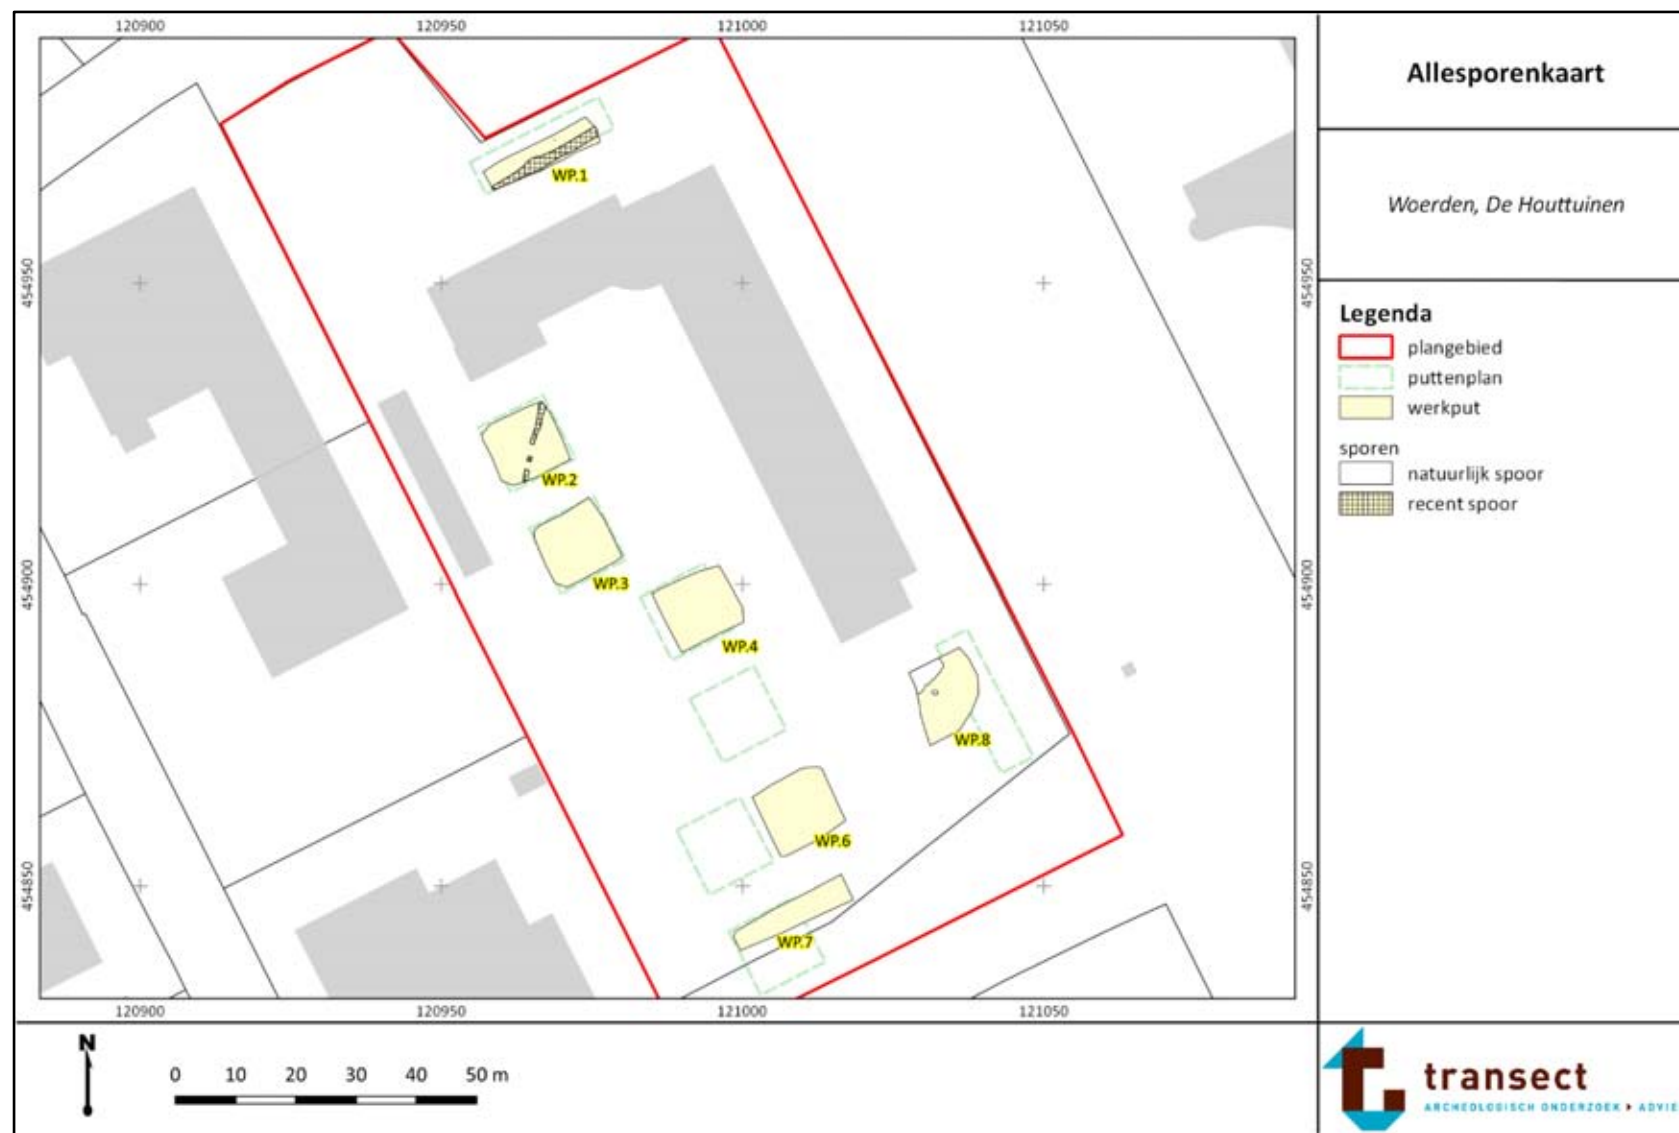 120900 120950 121000 121050
Allesporenkaart
Woerden, De Houttuinen
454950
454900
454850
454950
454900
454850
WP.1
WP.2
WP.3
WP.4
WP.8
WP.6
WP.7
120900 120950 121000 121050
Legenda
plangebied
puttenplan
werkput
sporen
natuurlijk spoor
recent spoor
N
0 10 20 30 40 50 m
transect
ARCHEOLOGISCH ONDERZOEK ADVIE